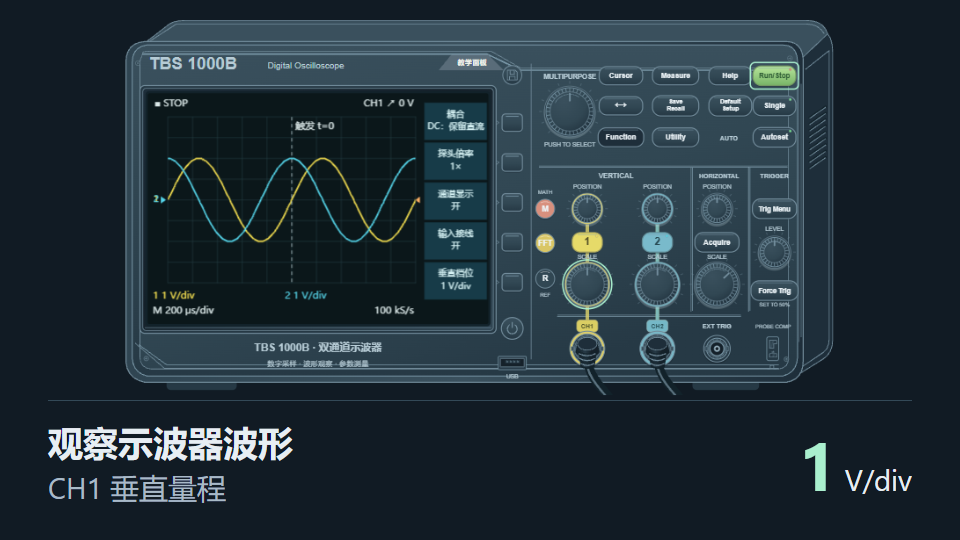 TBS 1000B
Digital Oscilloscope
教学面板
STOP
CH1 ↗ 0 V
触发 t=0
2
1 1 V/div
2 1 V/div
M 200 µs/div
100 kS/s
耦合
DC：保留直流
探头倍率
1×
通道显示
开
输入接线
开
垂直档位
1 V/div
TBS 1000B · 双通道示波器
数字采样 · 波形观察 · 参数测量
USB
MULTIPURPOSE
PUSH TO SELECT
Cursor
Measure
Help
Run/Stop
Save
Recall
Default
Setup
Single
Function
Utility
AUTO
Autoset
VERTICAL
HORIZONTAL
TRIGGER
POSITION
POSITION
POSITION
MATH
M
FFT
R
REF
1
2
SCALE
SCALE
Acquire
SCALE
Trig Menu
LEVEL
Force Trig
SET TO 50%
CH1
CH2
EXT TRIG
PROBE COMP
观察示波器波形
CH1 垂直量程
1 V/div